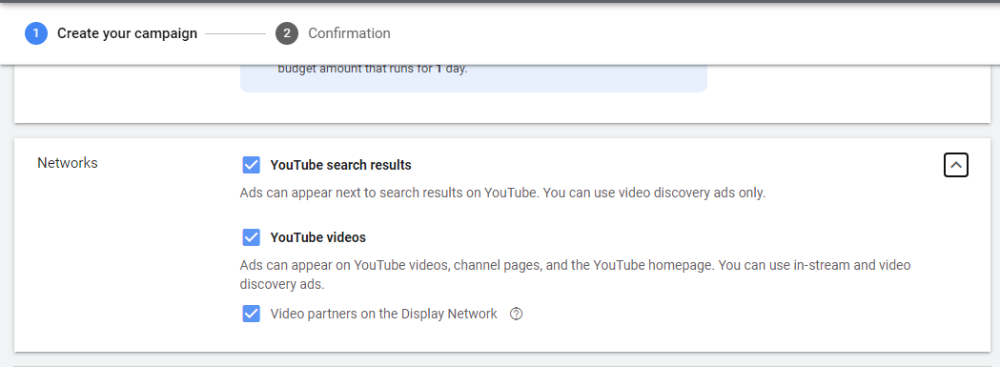 1 Create your campaign 2 Confirmation
budget amount that runs for 1 day.
Networks
YouTube search results
Ads can appear next to search results on YouTube. You can use video discovery ads only.
YouTube videos
Ads can appear on YouTube videos, channel pages, and the YouTube homepage. You can use in-stream and video
discovery ads.
Video partners on the Display Network ?